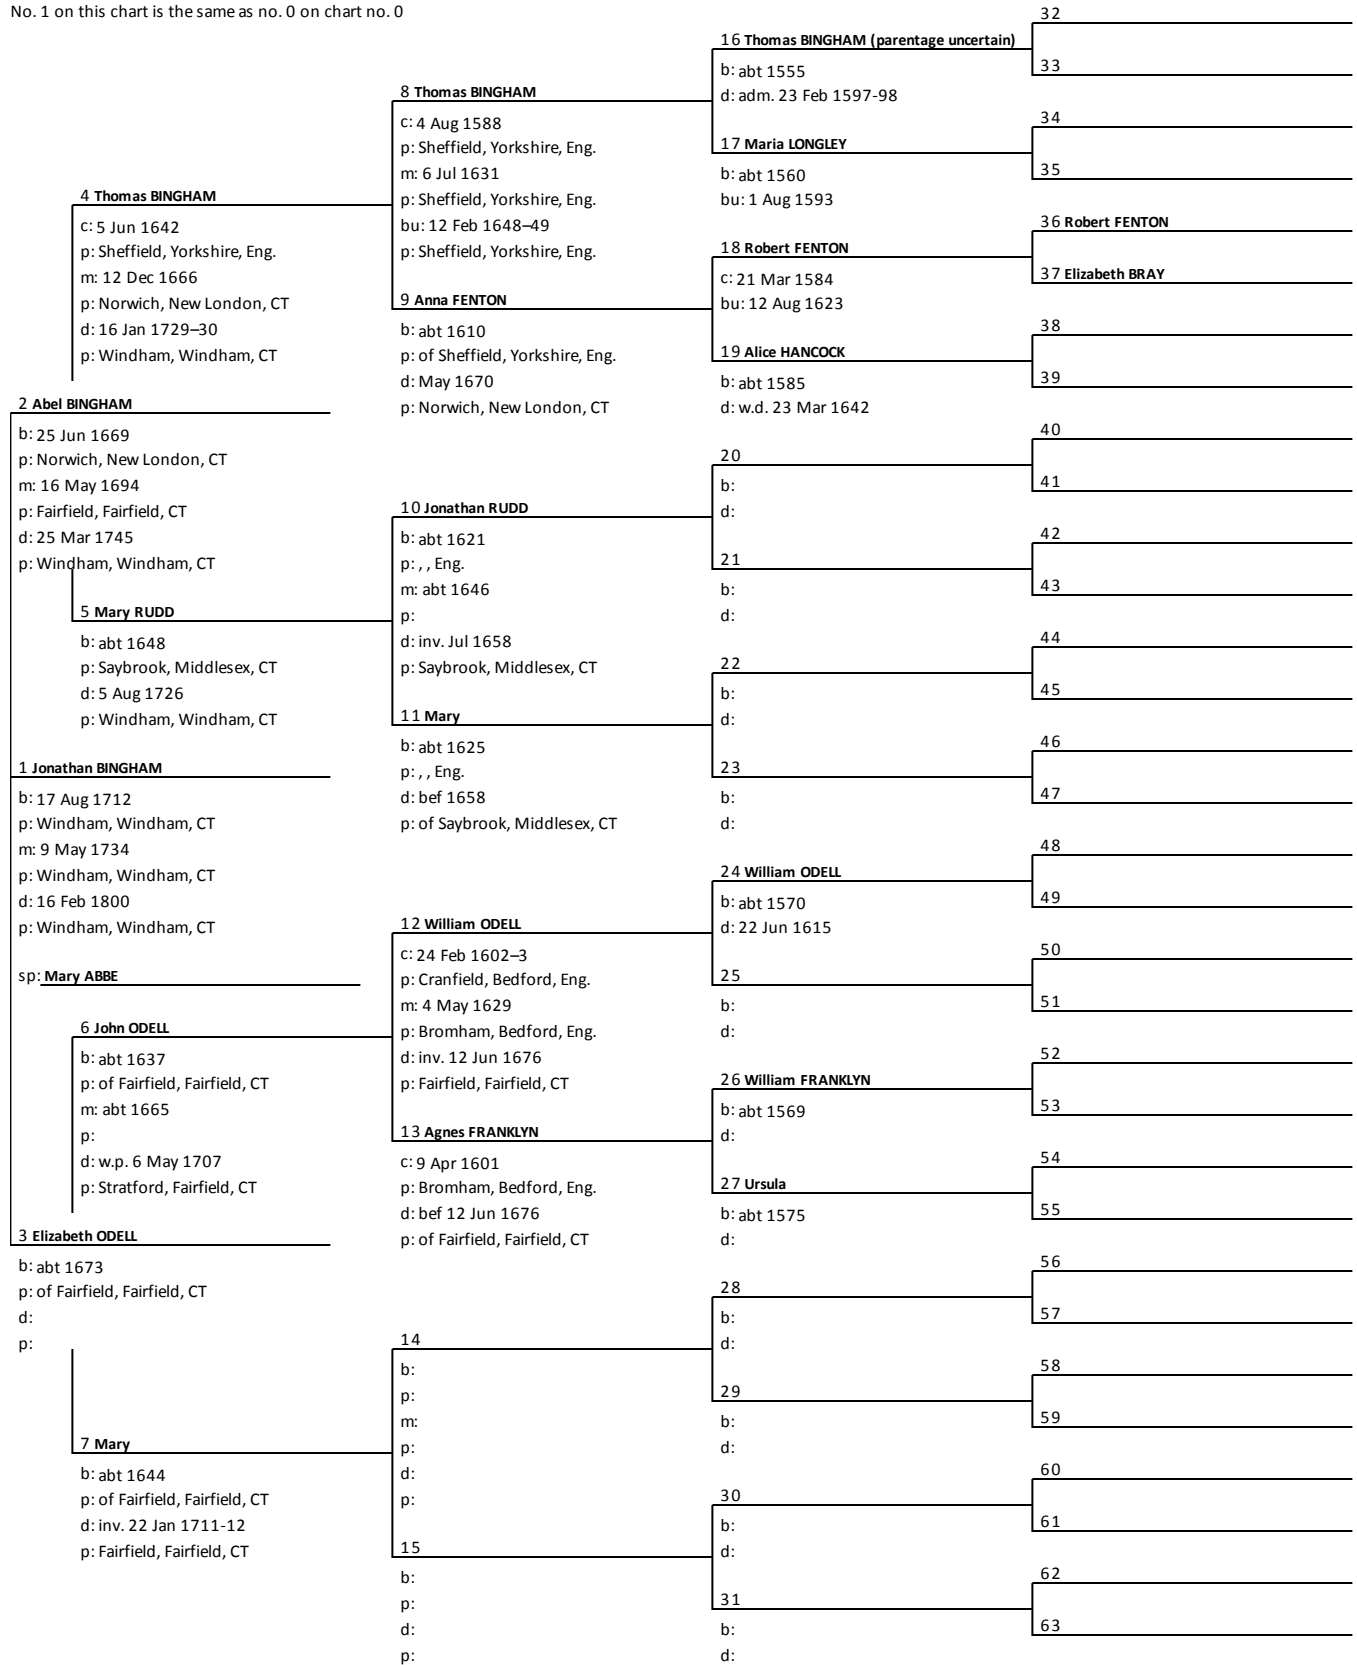 No. 1 on this chart is the same as no. 0 on chart no. 0
1 Jonathan BINGHAM
b: 17 Aug 1712
p: Windham, Windham, CT
m: 9 May 1734
p: Windham, Windham, CT
d: 16 Feb 1800
p: Windham, Windham, CT
sp: Mary ABBE
2 Abel BINGHAM
b: 25 Jun 1669
p: Norwich, New London, CT
m: 16 May 1694
p: Fairfield, Fairfield, CT
d: 25 Mar 1745
p: Windham, Windham, CT
3 Elizabeth ODELL
b: abt 1673
p: of Fairfield, Fairfield, CT
d:
p:
4 Thomas BINGHAM
c: 5 Jun 1642
p: Sheffield, Yorkshire, Eng.
m: 12 Dec 1666
p: Norwich, New London, CT
d: 16 Jan 1729–30
p: Windham, Windham, CT
5 Mary RUDD
b: abt 1648
p: Saybrook, Middlesex, CT
d: 5 Aug 1726
p: Windham, Windham, CT
6 John ODELL
b: abt 1637
p: of Fairfield, Fairfield, CT
m: abt 1665
p:
d: w.p. 6 May 1707
p: Stratford, Fairfield, CT
7 Mary
b: abt 1644
p: of Fairfield, Fairfield, CT
d: inv. 22 Jan 1711-12
p: Fairfield, Fairfield, CT
8 Thomas BINGHAM
c: 4 Aug 1588
p: Sheffield, Yorkshire, Eng.
m: 6 Jul 1631
p: Sheffield, Yorkshire, Eng.
bu: 12 Feb 1648–49
p: Sheffield, Yorkshire, Eng.
9 Anna FENTON
b: abt 1610
p: of Sheffield, Yorkshire, Eng.
d: May 1670
p: Norwich, New London, CT
10 Jonathan RUDD
b: abt 1621
p: , , Eng.
m: abt 1646
p:
d: inv. Jul 1658
p: Saybrook, Middlesex, CT
11 Mary
b: abt 1625
p: , , Eng.
d: bef 1658
p: of Saybrook, Middlesex, CT
12 William ODELL
c: 24 Feb 1602–3
p: Cranfield, Bedford, Eng.
m: 4 May 1629
p: Bromham, Bedford, Eng.
d: inv. 12 Jun 1676
p: Fairfield, Fairfield, CT
13 Agnes FRANKLYN
c: 9 Apr 1601
p: Bromham, Bedford, Eng.
d: bef 12 Jun 1676
p: of Fairfield, Fairfield, CT
14
b:
p:
m:
p:
d:
p:
15
b:
p:
d:
p:
16 Thomas BINGHAM (parentage uncertain)
b: abt 1555
d: adm. 23 Feb 1597-98
17 Maria LONGLEY
b: abt 1560
bu: 1 Aug 1593
18 Robert FENTON
c: 21 Mar 1584
bu: 12 Aug 1623
19 Alice HANCOCK
b: abt 1585
d: w.d. 23 Mar 1642
20
b:
d:
21
b:
d:
22
b:
d:
23
b:
d:
24 William ODELL
b: abt 1570
d: 22 Jun 1615
25
b:
d:
26 William FRANKLYN
b: abt 1569
d:
27 Ursula
b: abt 1575
d:
28
b:
d:
29
b:
d:
30
b:
d:
31
b:
d:
32
33
34
35
36 Robert FENTON
37 Elizabeth BRAY
38
39
40
41
42
43
44
45
46
47
48
49
50
51
52
53
54
55
56
57
58
59
60
61
62
63